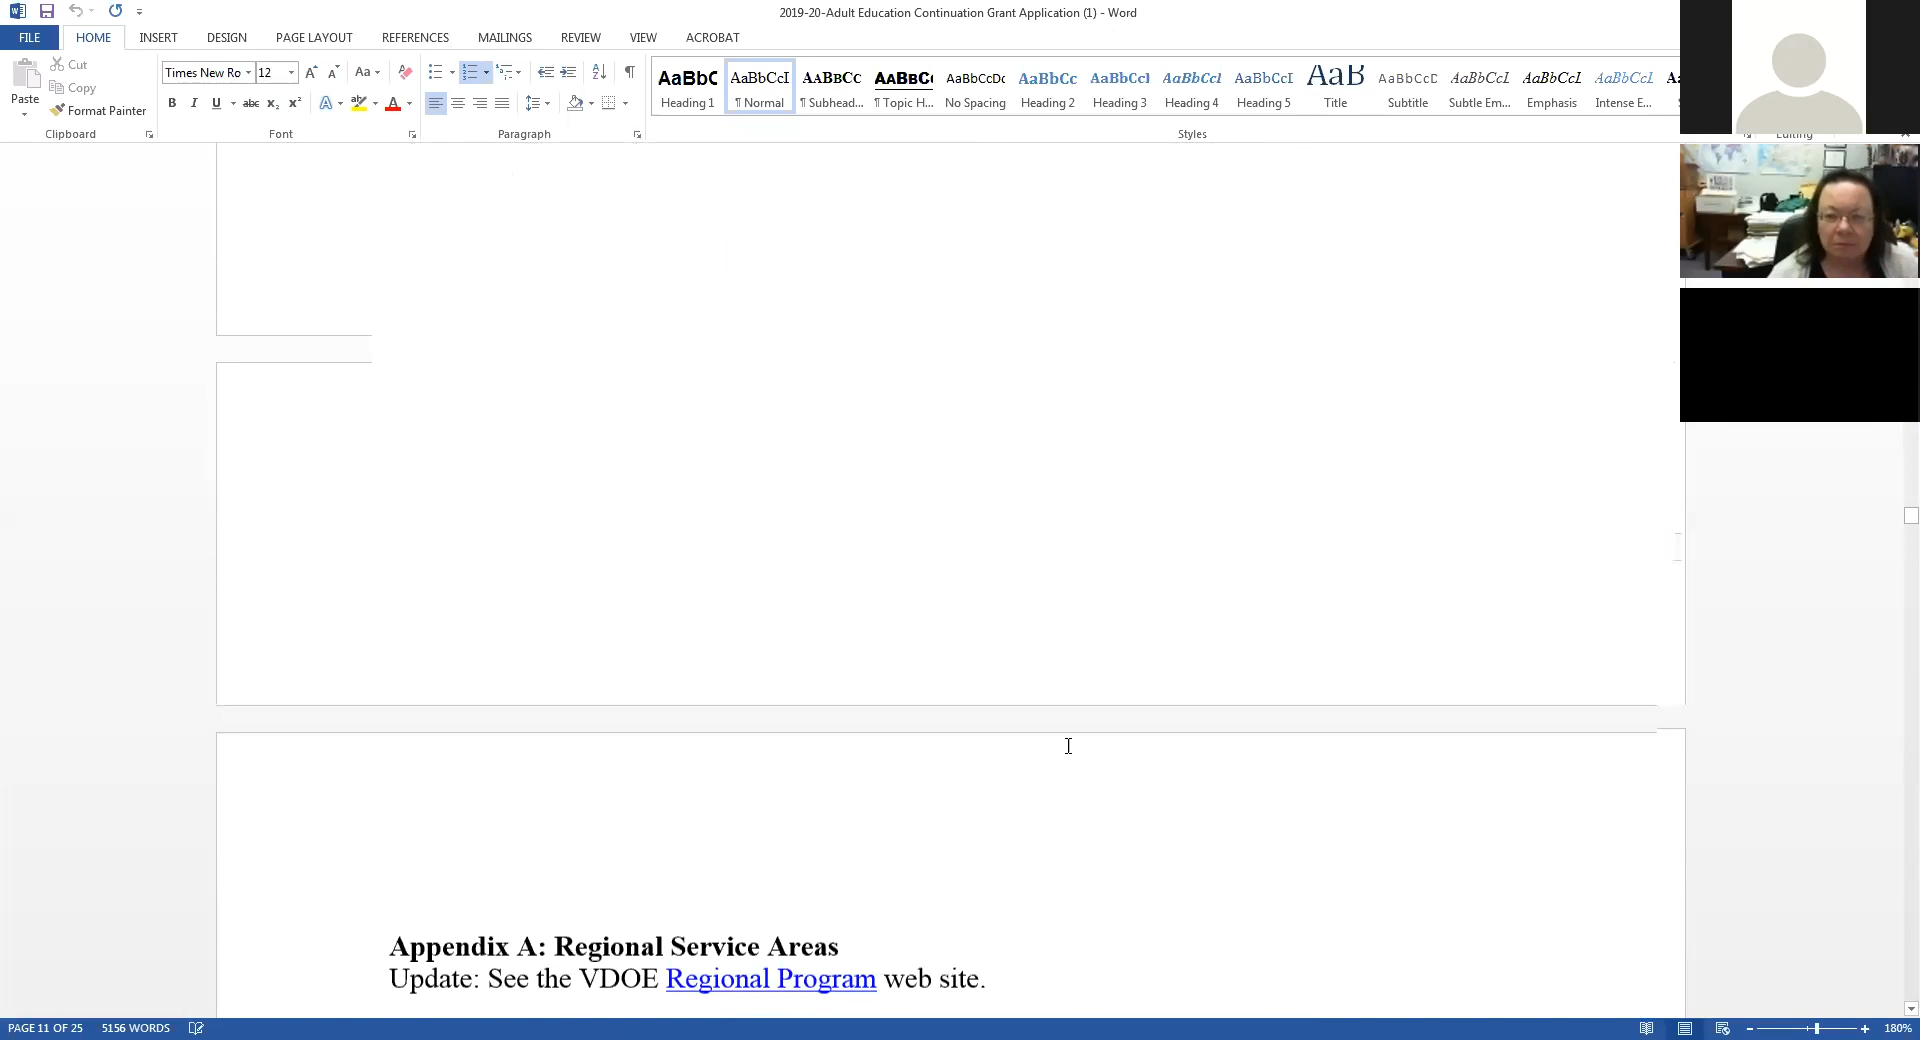 2019-20-Adult Education Continuation Grant Application (1) - Word
FILE HOME INSERT DESIGN PAGE LAYOUT REFERENCES MAILINGS REVIEW VIEW ACROBAT
Paste
Cut
Copy
Format Painter
Clipboard
Times New Ro 12
Font
Paragraph
AaBbC AaBbCcI AABBCC AABBC AaBbCcDc AaBbCc AaBbCcI AaBbCcI AaBbCcI AaB AaBbCcD AaBbCcL AaBbCcL AaBbCcL
Heading 1 ¶ Normal ¶ Subhead... ¶ Topic H... No Spacing Heading 2 Heading 3 Heading 4 Heading 5 Title Subtitle Subtle Em... Emphasis Intense E...
Styles
Appendix A: Regional Service Areas
Update: See the VDOE Regional Program web site.
PAGE 11 OF 25 5156 WORDS 180%